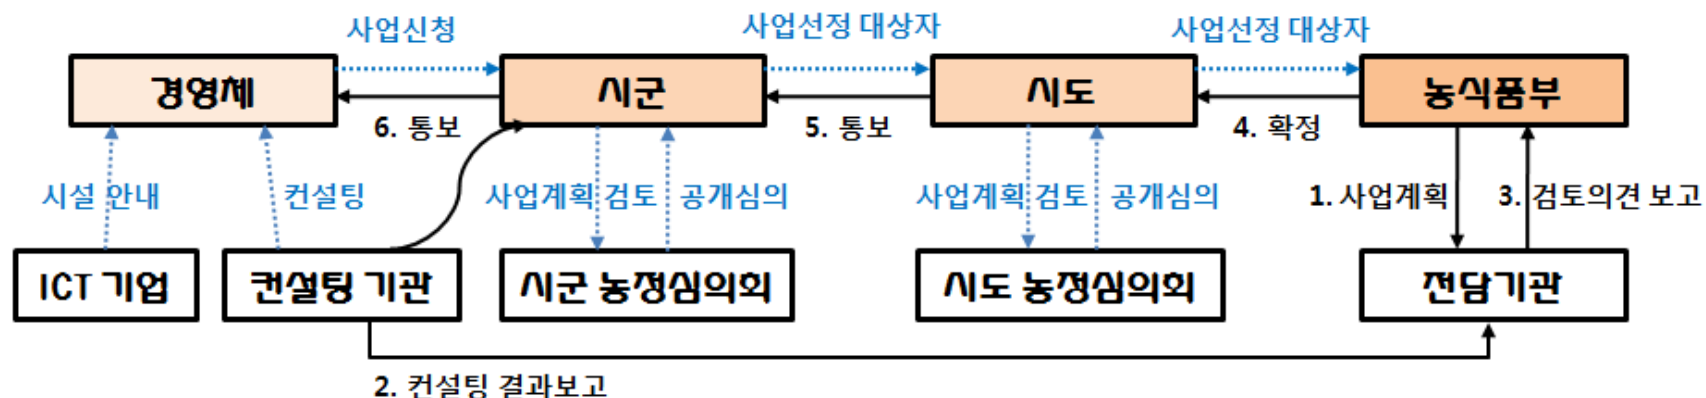 사업신청
사업선정 대상자
사업선정 대상자
경영체
시군
시도
농식품부
6. 통보
5. 통보
4. 확정
시설 안내
컨설팅
사업계획 검토
공개심의
사업계획 검토
공개심의
1. 사업계획
3. 검토의견 보고
ICT 기업
컨설팅 기관
시군 농정심의회
시도 농정심의회
전담기관
2. 컨설팅 결과보고